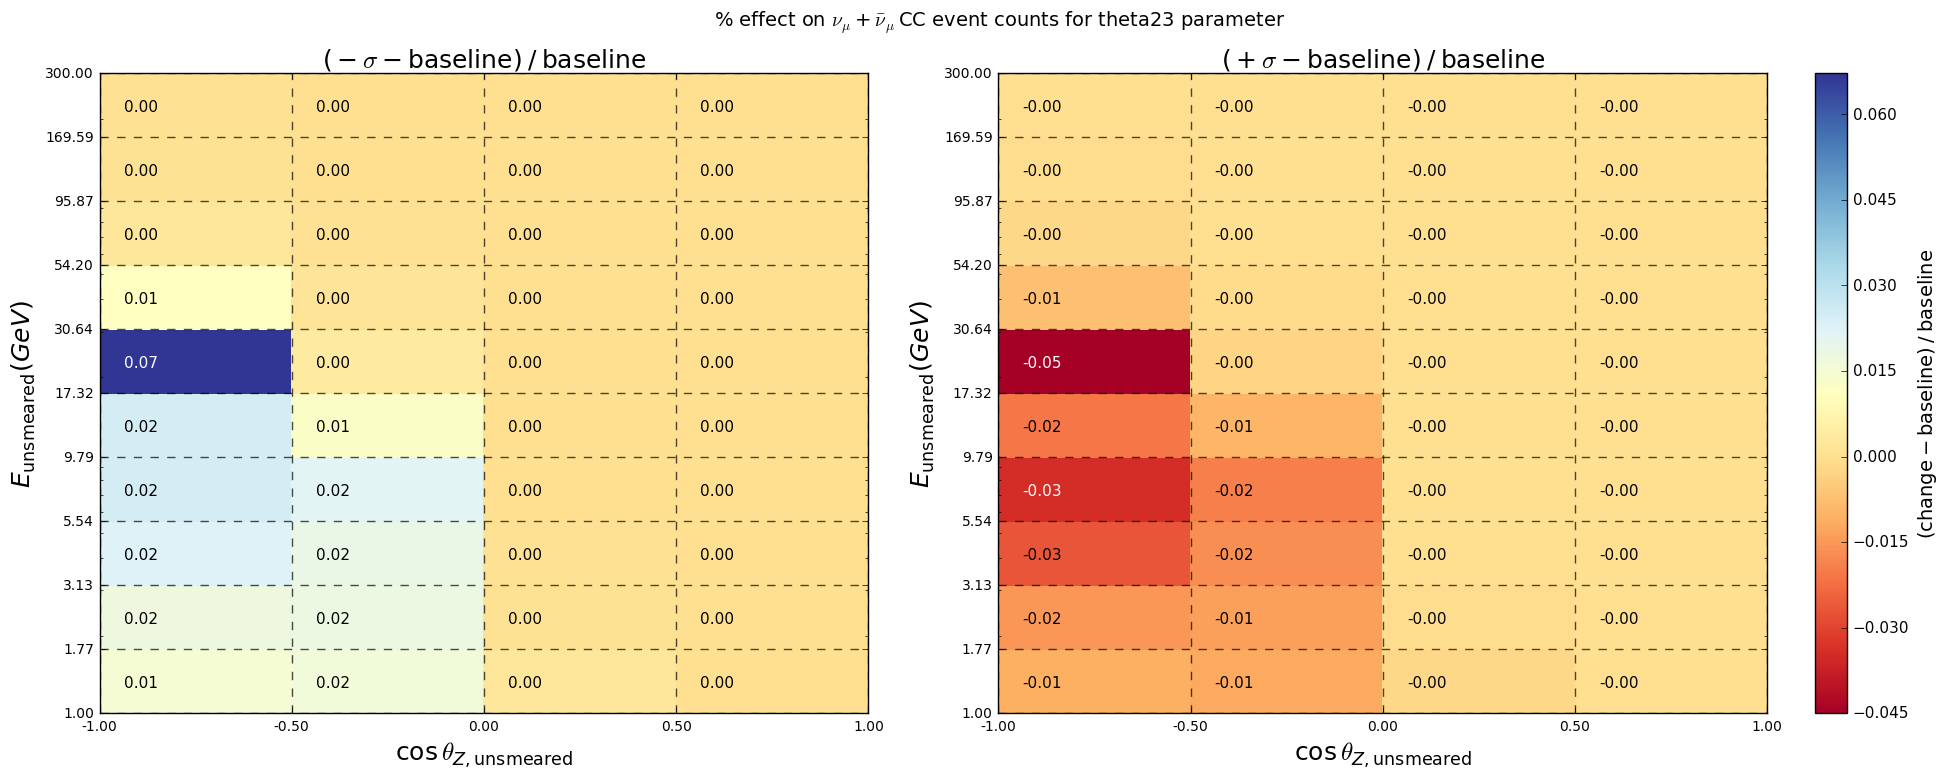 % effect on ν_μ + ν̄_μ CC event counts for theta23 parameter
(− σ − baseline) / baseline
(+ σ − baseline) / baseline
300.00
169.59
95.87
54.20
30.64
17.32
9.79
5.54
3.13
1.77
1.00
E_unsmeared (GeV)
0.00 0.00 0.00 0.00
0.00 0.00 0.00 0.00
0.00 0.00 0.00 0.00
0.01 0.00 0.00 0.00
0.07 0.00 0.00 0.00
0.02 0.01 0.00 0.00
0.02 0.02 0.00 0.00
0.02 0.02 0.00 0.00
0.02 0.02 0.00 0.00
0.01 0.02 0.00 0.00
-1.00 -0.50 0.00 0.50 1.00
cos θ_Z, unsmeared
300.00
169.59
95.87
54.20
30.64
17.32
9.79
5.54
3.13
1.77
1.00
E_unsmeared (GeV)
-0.00 -0.00 -0.00 -0.00
-0.00 -0.00 -0.00 -0.00
-0.00 -0.00 -0.00 -0.00
-0.01 -0.00 -0.00 -0.00
-0.05 -0.00 -0.00 -0.00
-0.02 -0.01 -0.00 -0.00
-0.03 -0.02 -0.00 -0.00
-0.03 -0.02 -0.00 -0.00
-0.02 -0.01 -0.00 -0.00
-0.01 -0.01 -0.00 -0.00
-1.00 -0.50 0.00 0.50 1.00
cos θ_Z, unsmeared
0.060
0.045
0.030
0.015
0.000
−0.015
−0.030
−0.045
(change − baseline) / baseline